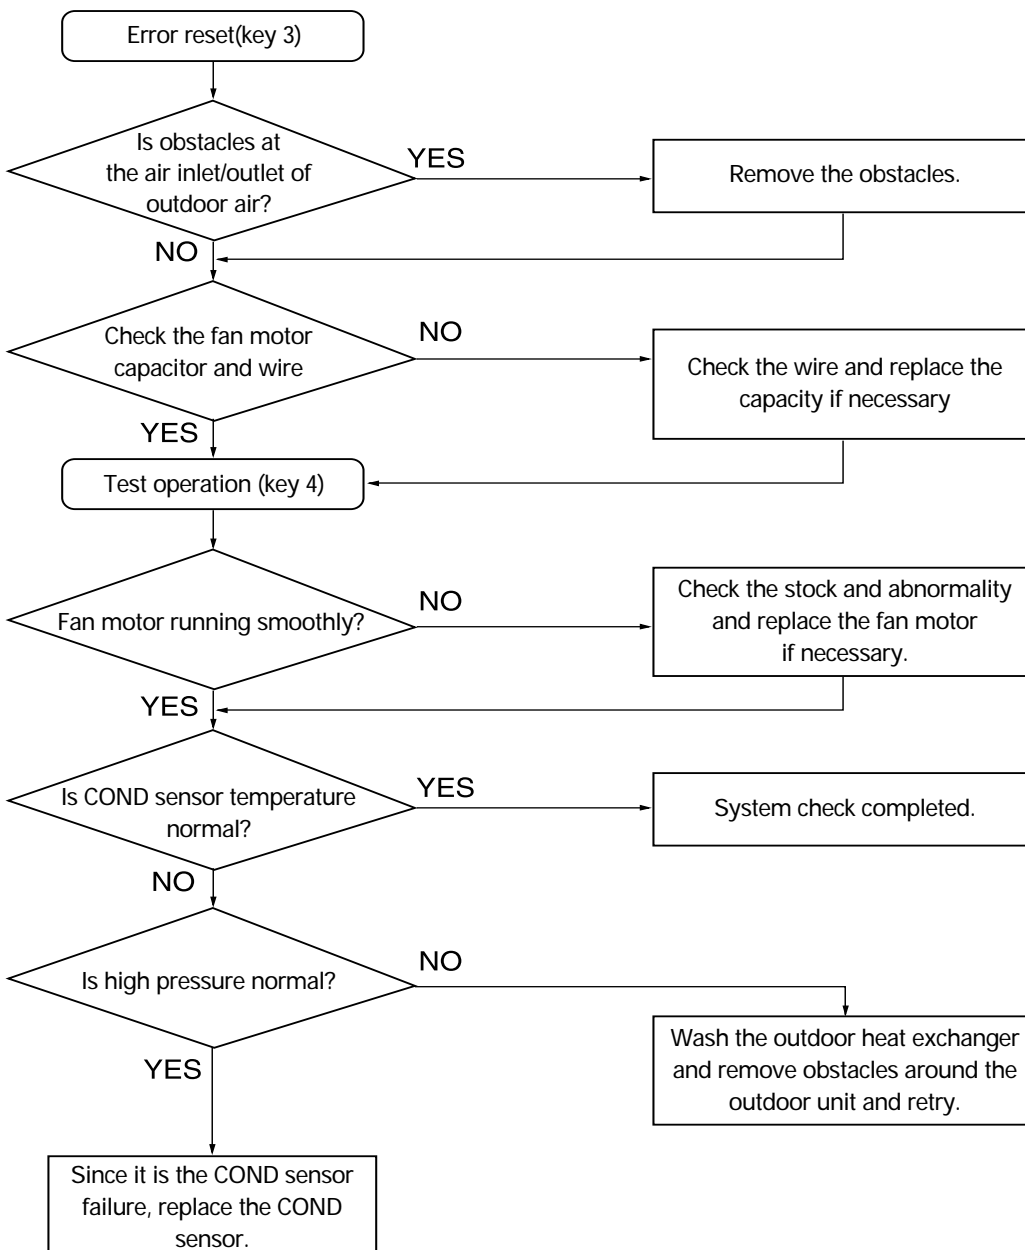 Error reset(key 3)
Is obstacles at
the air inlet/outlet of
outdoor air?
YES
Remove the obstacles.
NO
Check the fan motor
capacitor and wire
NO
Check the wire and replace the
capacity if necessary
YES
Test operation (key 4)
Fan motor running smoothly?
NO
Check the stock and abnormality
and replace the fan motor
if necessary.
YES
Is COND sensor temperature
normal?
YES
System check completed.
NO
Is high pressure normal?
NO
Wash the outdoor heat exchanger
and remove obstacles around the
outdoor unit and retry.
YES
Since it is the COND sensor
failure, replace the COND
sensor.